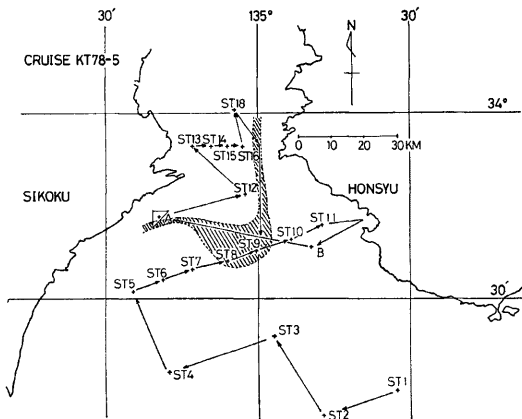 30′ 135° 30′
CRUISE KT78-5
N
ST18
34°
ST13 ST14
ST15 ST16
0 10 20 30 KM
SIKOKU
ST12
HONSYU
ST11
ST10
ST9
B
ST8
ST7
ST6
ST5
30′
ST3
ST4
ST1
ST2